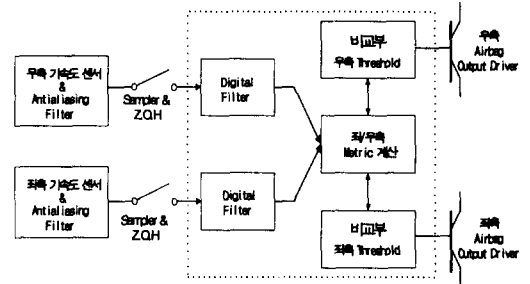 우측 가속도 센서
&
Antialiasing
Filter
Sampler &
Z.O.H
Digital
Filter
비교부
우측 Threshold
우측
Airbag
Output Driver
좌/우측
Metric 계산
좌측 가속도 센서
&
Antialiasing
Filter
Sampler &
Z.O.H
Digital
Filter
비교부
좌측 Threshold
좌측
Airbag
Output Driver